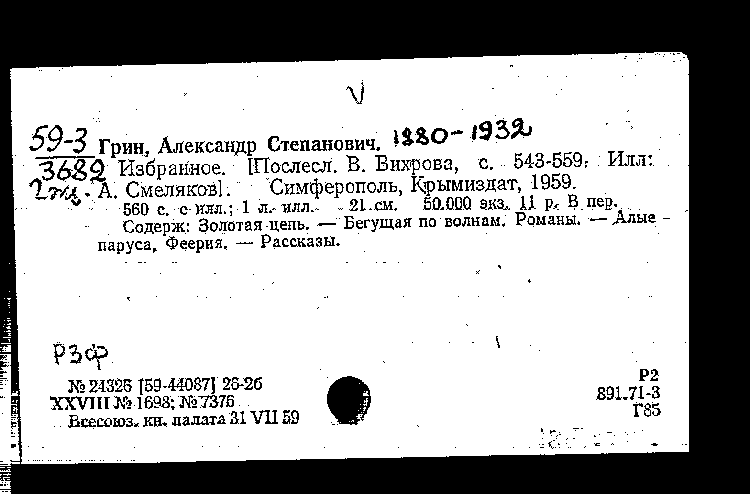 V
59-3 Грин, Александр Степанович. 1880-1932
3682 Избранное. [Послесл. В. Вихрова, с. 543-559. Илл:
2 экз. А. Смеляков]. Симферополь, Крымиздат, 1959.
560 с. с илл.; 1 л. илл. 21 см. 50.000 экз. 11 р. В пер.
Содерж: Золотая цепь. — Бегущая по волнам. Романы. — Алые
паруса. Феерия. — Рассказы.
РЗФ
№ 24326 [59-44087] 26-26
XXVIII № 1698; № 7376
Всесоюз. кн. палата 31 VII 59
Р2
891.71-3
Г85